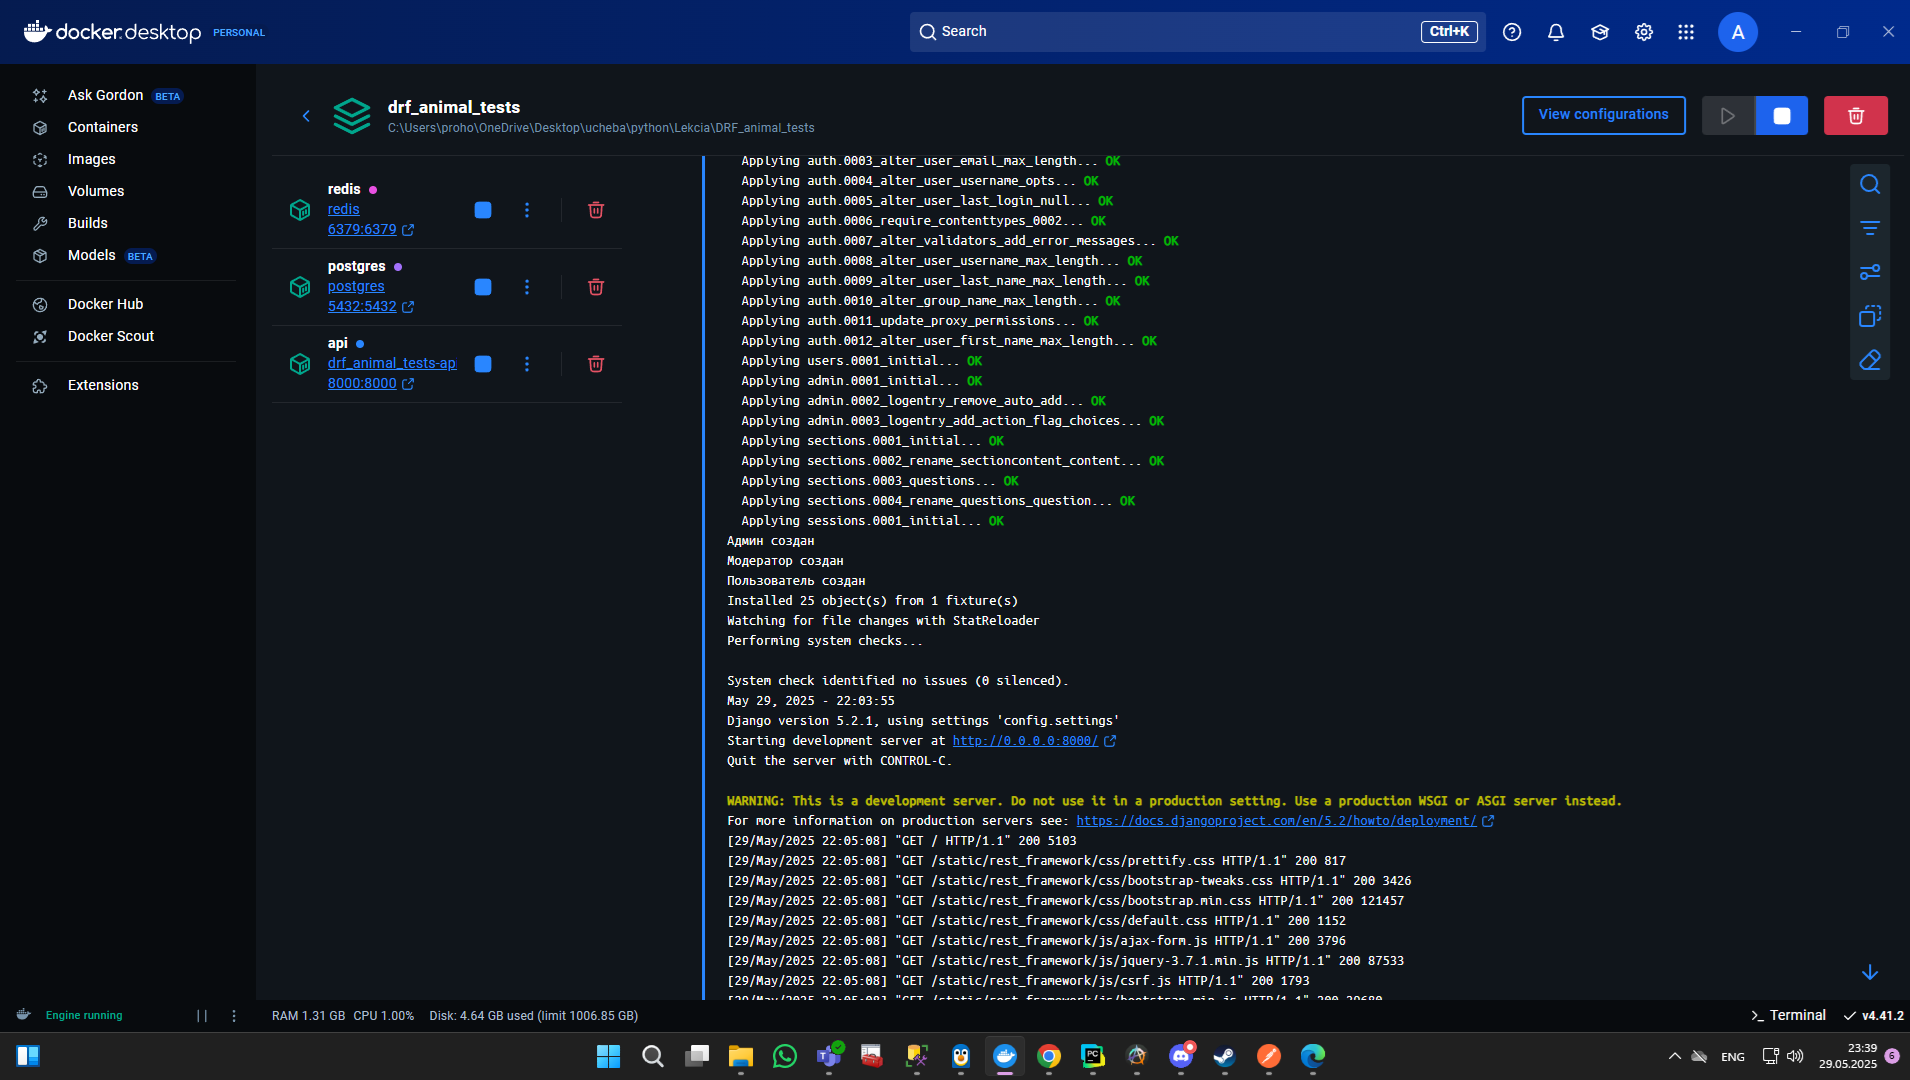 docker.desktop PERSONAL
Search
Ctrl+K
A
Ask Gordon BETA
Containers
Images
Volumes
Builds
Models BETA
Docker Hub
Docker Scout
Extensions
drf_animal_tests
C:\Users\proho\OneDrive\Desktop\ucheba\python\Lekcia\DRF_animal_tests
View configurations
redis
redis
6379:6379
postgres
postgres
5432:5432
api
drf_animal_tests-ap
8000:8000
Applying auth.0003_alter_user_email_max_length... OK
Applying auth.0004_alter_user_username_opts... OK
Applying auth.0005_alter_user_last_login_null... OK
Applying auth.0006_require_contenttypes_0002... OK
Applying auth.0007_alter_validators_add_error_messages... OK
Applying auth.0008_alter_user_username_max_length... OK
Applying auth.0009_alter_user_last_name_max_length... OK
Applying auth.0010_alter_group_name_max_length... OK
Applying auth.0011_update_proxy_permissions... OK
Applying auth.0012_alter_user_first_name_max_length... OK
Applying users.0001_initial... OK
Applying admin.0001_initial... OK
Applying admin.0002_logentry_remove_auto_add... OK
Applying admin.0003_logentry_add_action_flag_choices... OK
Applying sections.0001_initial... OK
Applying sections.0002_rename_sectioncontent_content... OK
Applying sections.0003_questions... OK
Applying sections.0004_rename_questions_question... OK
Applying sessions.0001_initial... OK
Админ создан
Модератор создан
Пользователь создан
Installed 25 object(s) from 1 fixture(s)
Watching for file changes with StatReloader
Performing system checks...
System check identified no issues (0 silenced).
May 29, 2025 - 22:03:55
Django version 5.2.1, using settings 'config.settings'
Starting development server at http://0.0.0.0:8000/
Quit the server with CONTROL-C.
WARNING: This is a development server. Do not use it in a production setting. Use a production WSGI or ASGI server instead.
For more information on production servers see: https://docs.djangoproject.com/en/5.2/howto/deployment/
[29/May/2025 22:05:08] "GET / HTTP/1.1" 200 5103
[29/May/2025 22:05:08] "GET /static/rest_framework/css/prettify.css HTTP/1.1" 200 817
[29/May/2025 22:05:08] "GET /static/rest_framework/css/bootstrap-tweaks.css HTTP/1.1" 200 3426
[29/May/2025 22:05:08] "GET /static/rest_framework/css/bootstrap.min.css HTTP/1.1" 200 121457
[29/May/2025 22:05:08] "GET /static/rest_framework/css/default.css HTTP/1.1" 200 1152
[29/May/2025 22:05:08] "GET /static/rest_framework/js/ajax-form.js HTTP/1.1" 200 3796
[29/May/2025 22:05:08] "GET /static/rest_framework/js/jquery-3.7.1.min.js HTTP/1.1" 200 87533
[29/May/2025 22:05:08] "GET /static/rest_framework/js/csrf.js HTTP/1.1" 200 1793
[29/May/2025 22:05:08] "GET /static/rest_framework/js/bootstrap.min.js HTTP/1.1" 200 39680
Engine running
RAM 1.31 GB CPU 1.00% Disk: 4.64 GB used (limit 1006.85 GB)
Terminal
v4.41.2
PC
ENG
23:39
29.05.2025
6